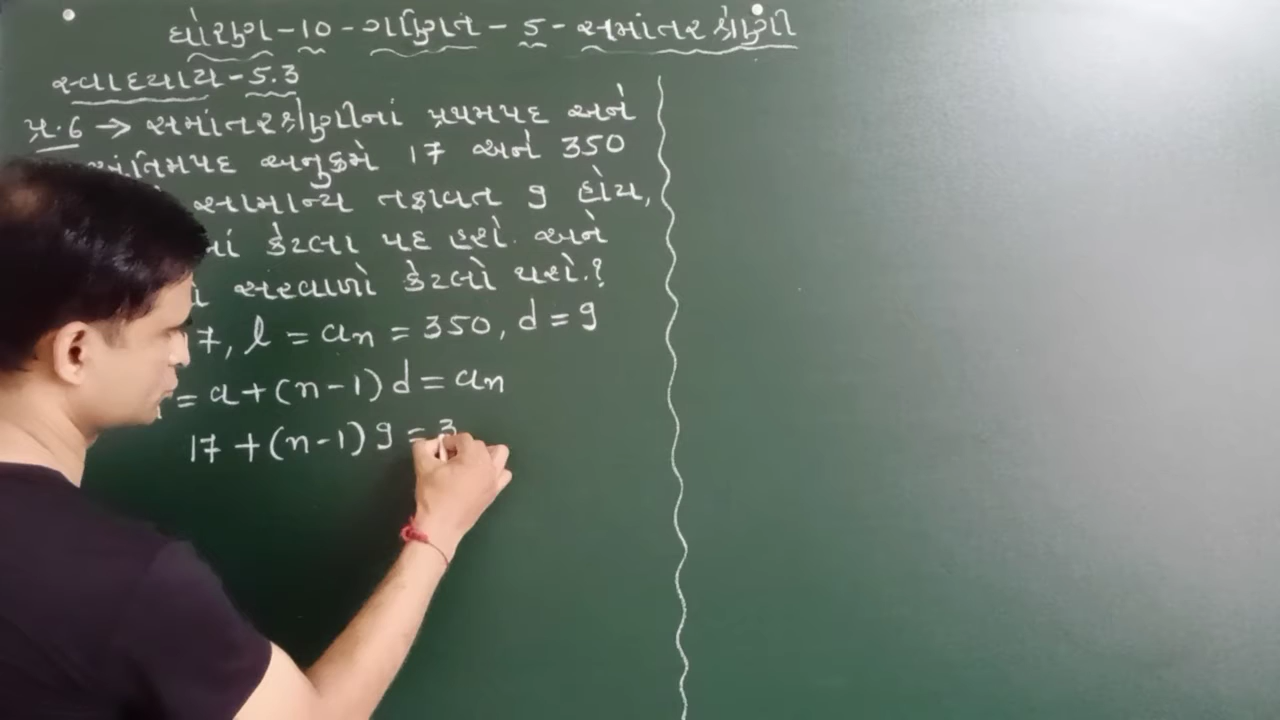 ધોરણ-10-ગણિત-5-સમાંતર શ્રેણી
સ્વાધ્યાય-5.3
પ્ર.6 → સમાંતરશ્રેણીનાં પ્રથમપદ અને
અંતિમપદ અનુક્રમે 17 અને 350
સામાન્ય તફાવત 9 હોય,
કેટલા પદ હશે. અને
સરવાળો કેટલો થશે.?
7, l = an = 350, d = 9
= a + (n-1) d = an
17 + (n-1) 9 = 3